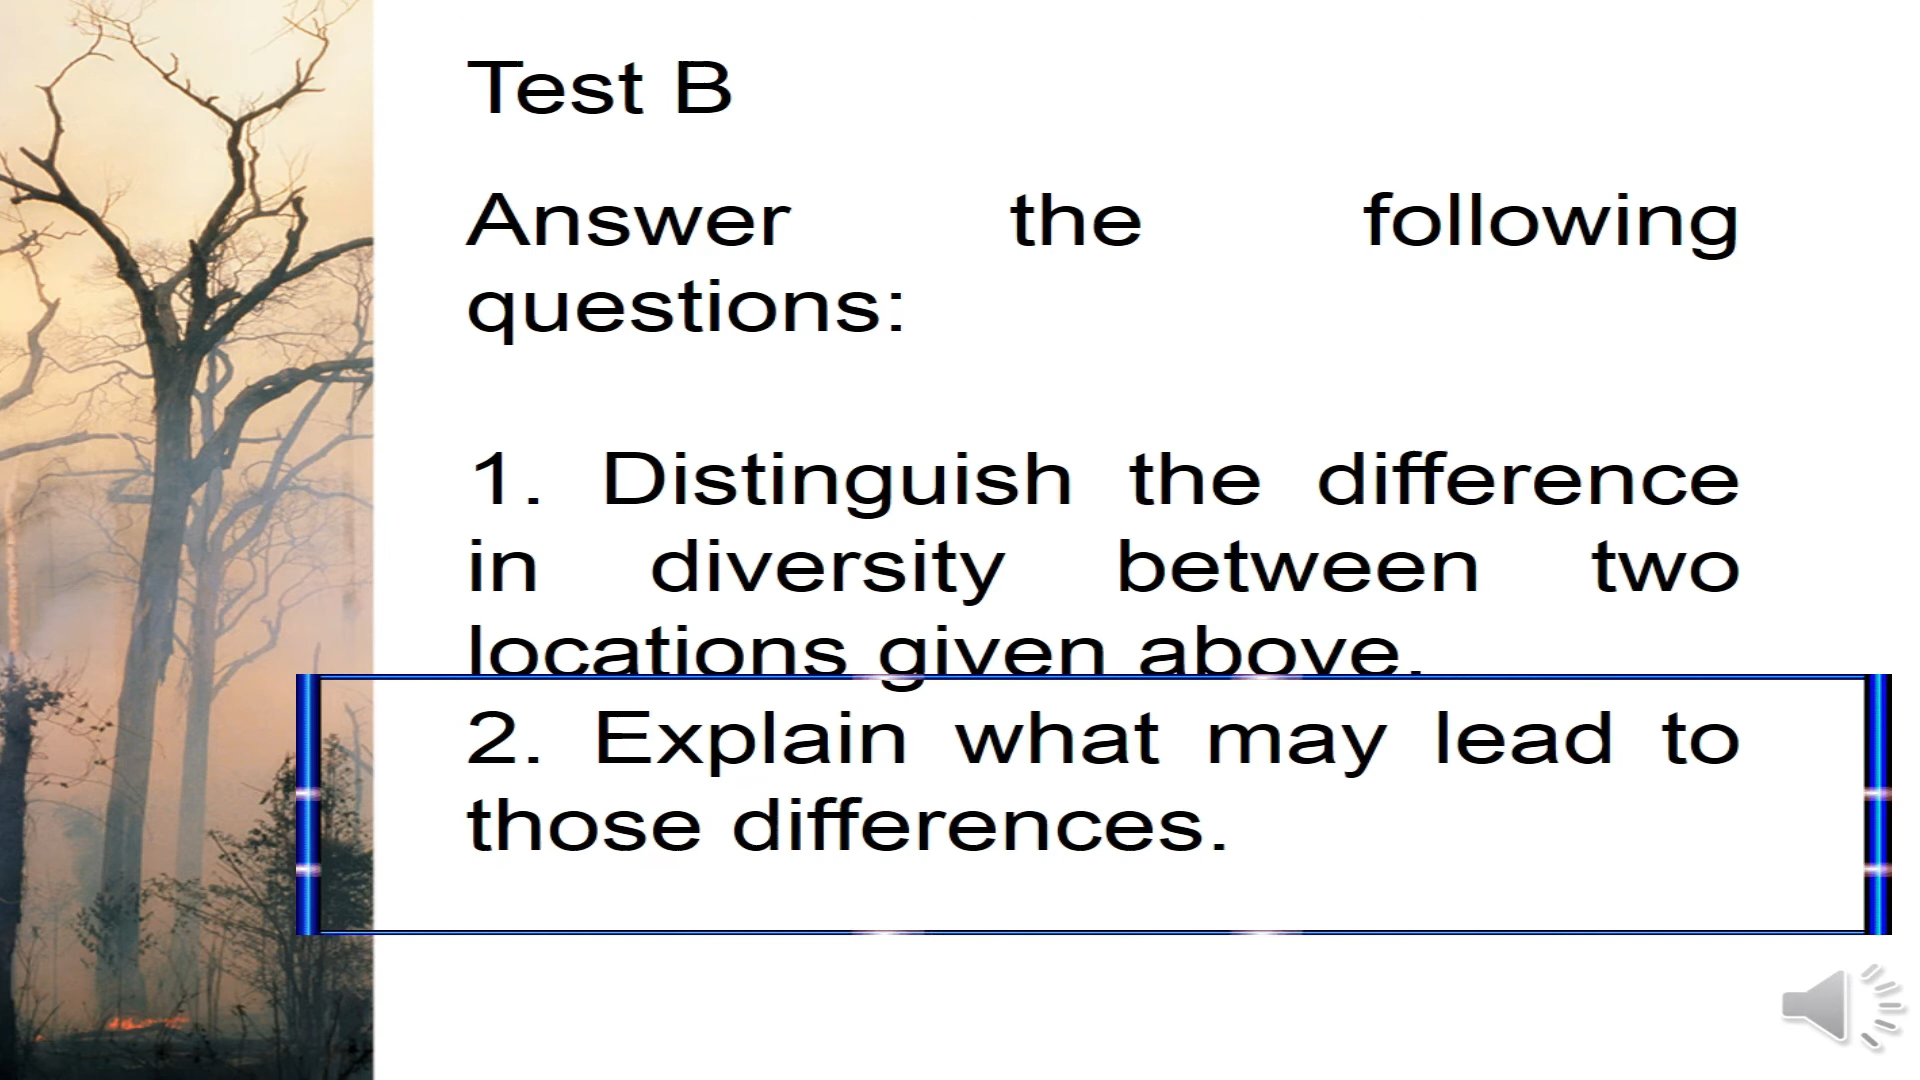 Test B
Answer the following
questions:
1. Distinguish the difference
in diversity between two
locations given above.
2. Explain what may lead to
those differences.